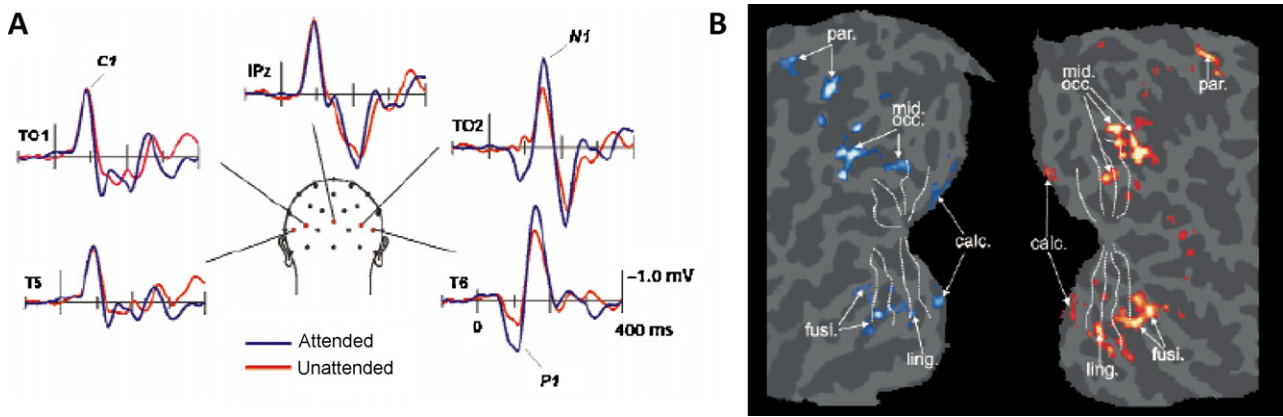 A
C1
TO1
IPz
N1
TO2
T5
T6
−1.0 mV
0
400 ms
P1
Attended
Unattended
B
par.
mid.
occ.
calc.
fusi.
ling.
mid.
occ.
par.
calc.
ling.
fusi.